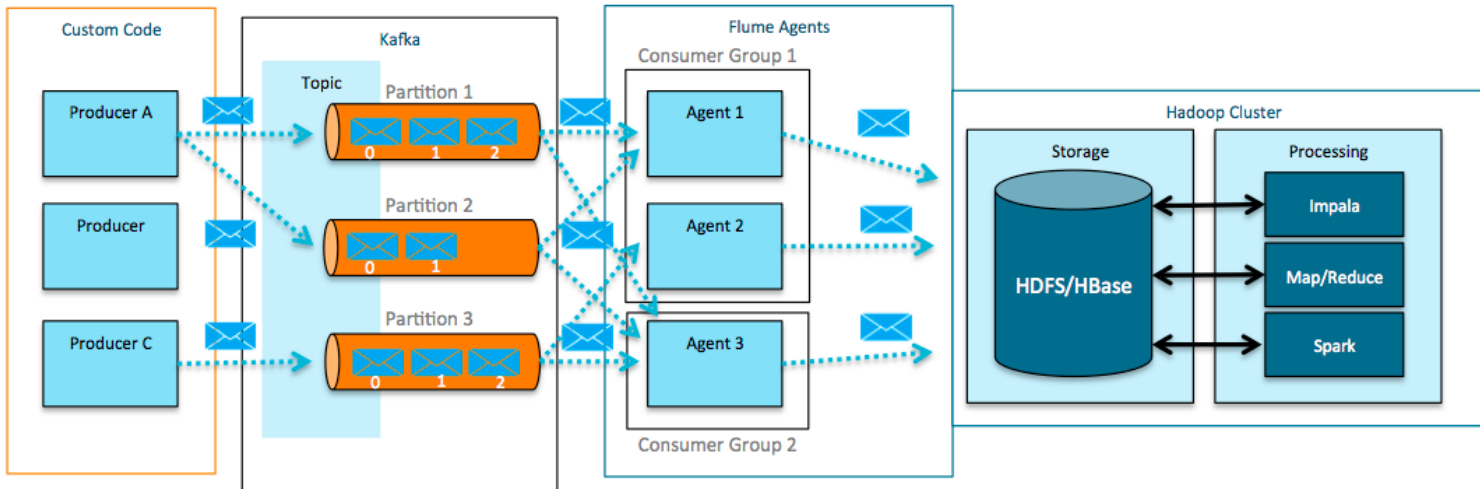 Custom Code
Producer A
Producer
Producer C
Kafka
Topic
Partition 1
0 1 2
Partition 2
0 1
Partition 3
0 1 2
Flume Agents
Consumer Group 1
Agent 1
Agent 2
Agent 3
Consumer Group 2
Hadoop Cluster
Storage
HDFS/HBase
Processing
Impala
Map/Reduce
Spark